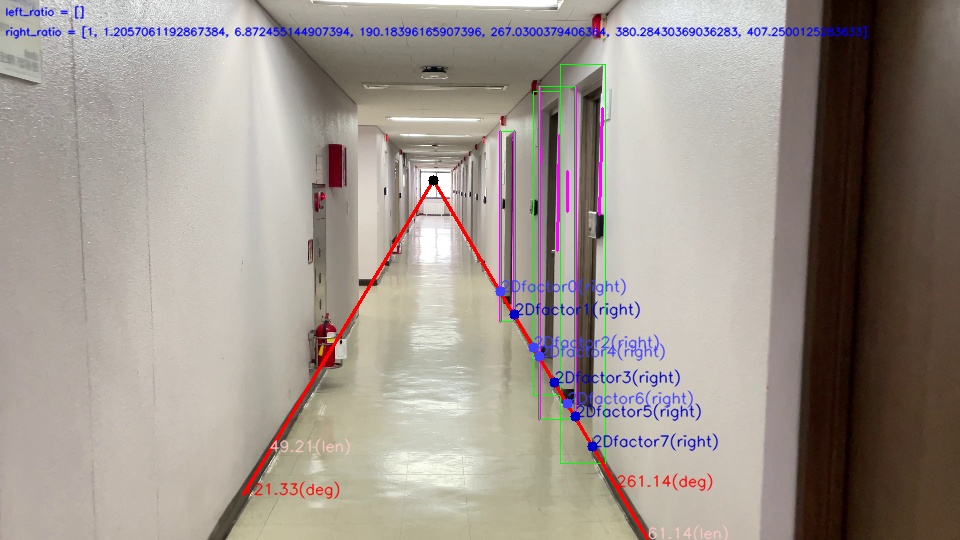 left_ratio = []
right_ratio = [1, 1.2057061192867384, 6.872455144907394, 190.18396165907396, 267.0300379406364, 380.28430369036283, 407.2500125283633]
2Dfactor0(right)
2Dfactor1(right)
2Dfactor2(right)
2Dfactor4(right)
2Dfactor3(right)
2Dfactor6(right)
2Dfactor5(right)
2Dfactor7(right)
49.21(len)
261.14(deg)
21.33(deg)
61.14(len)